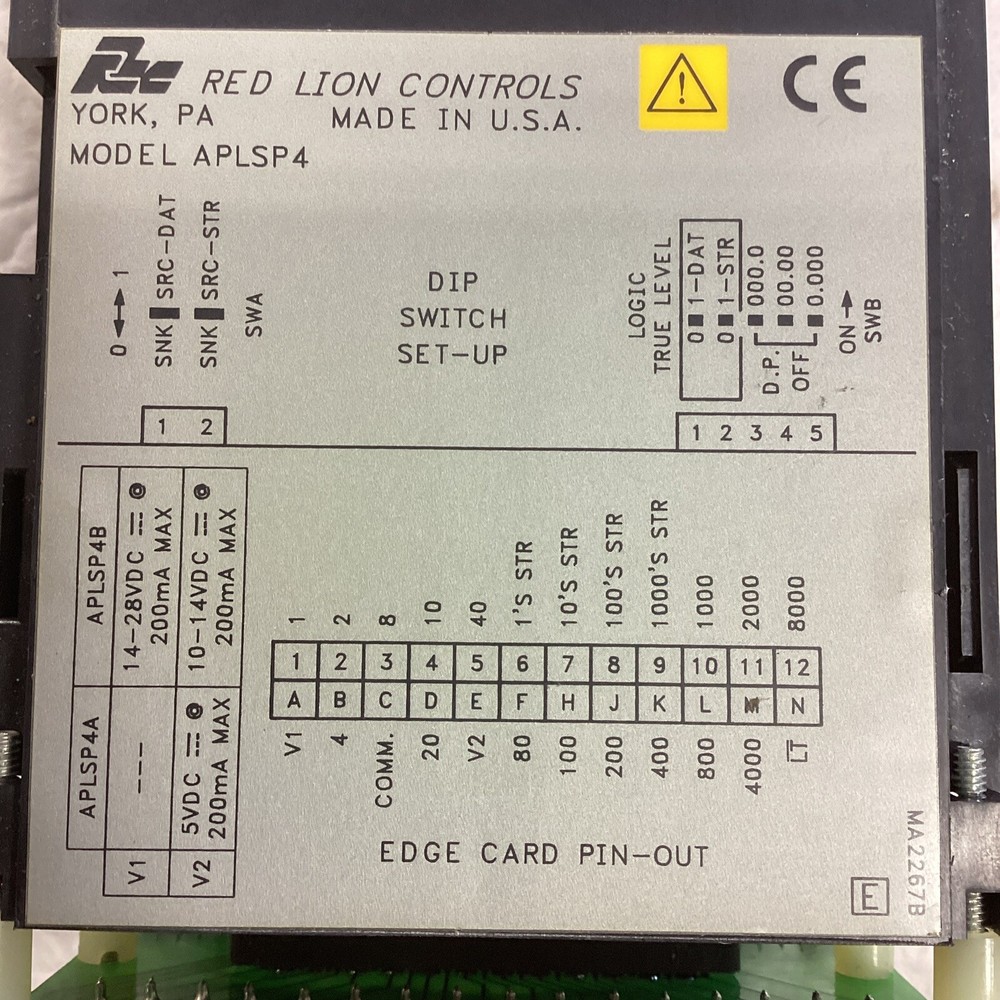 RLC RED LION CONTROLS
YORK, PA MADE IN U.S.A.
MODEL APLSP4
CE
0 1
SNK SRC-DAT
SNK SRC-STR
SWA
1 2
DIP
SWITCH
SET-UP
LOGIC
TRUE LEVEL
0 1-DAT
0 1-STR
000.0
00.00
0.000
D.P.
OFF
ON
SWB
1 2 3 4 5
APLSP4A APLSP4B
V1 ---- 14-28VDC
200mA MAX
V2 5VDC
200mA MAX
10-14VDC
200mA MAX
1 2 8 10 40 1'S STR 10'S STR 100'S STR 1000'S STR 1000 2000 8000
1 2 3 4 5 6 7 8 9 10 11 12
A B C D E F H J K L N
V1 4 COMM. 20 V2 80 100 200 400 800 4000 LT
EDGE CARD PIN-OUT
E
MA2267B